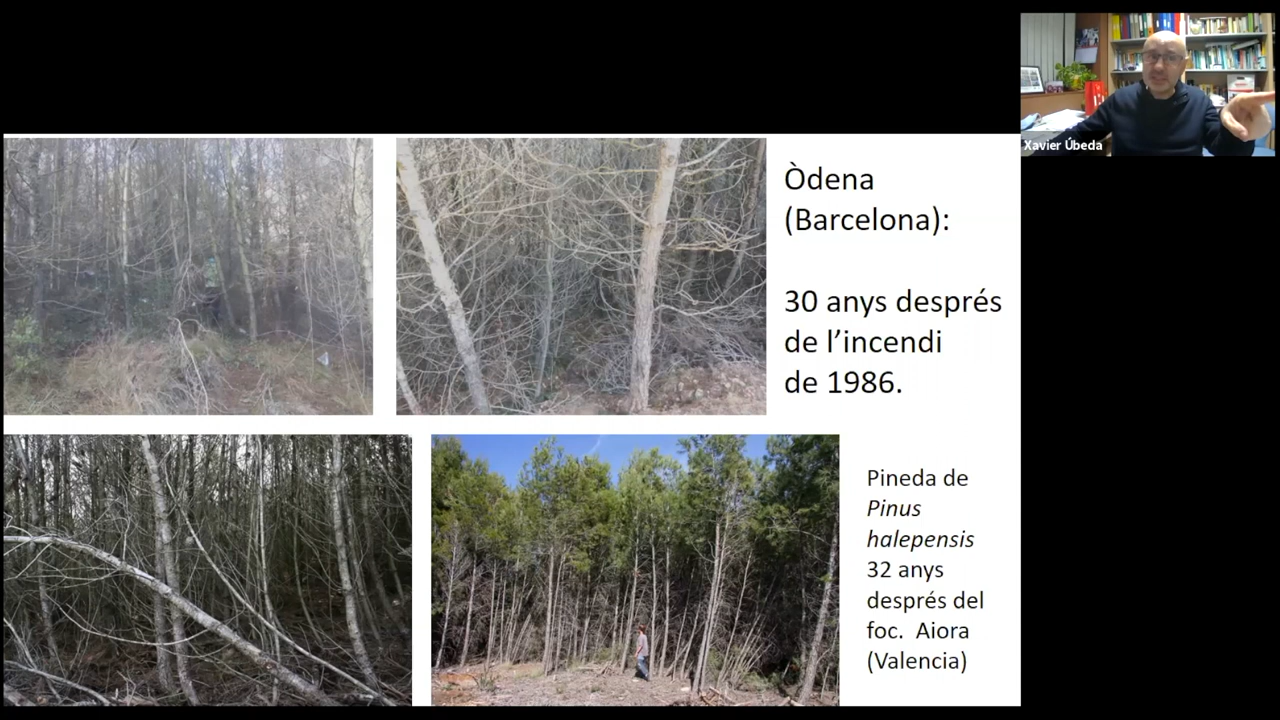 Xavier Úbeda
Òdena
(Barcelona):
30 anys després
de l’incendi
de 1986.
Pineda de
Pinus
halepensis
32 anys
després del
foc. Aiora
(Valencia)